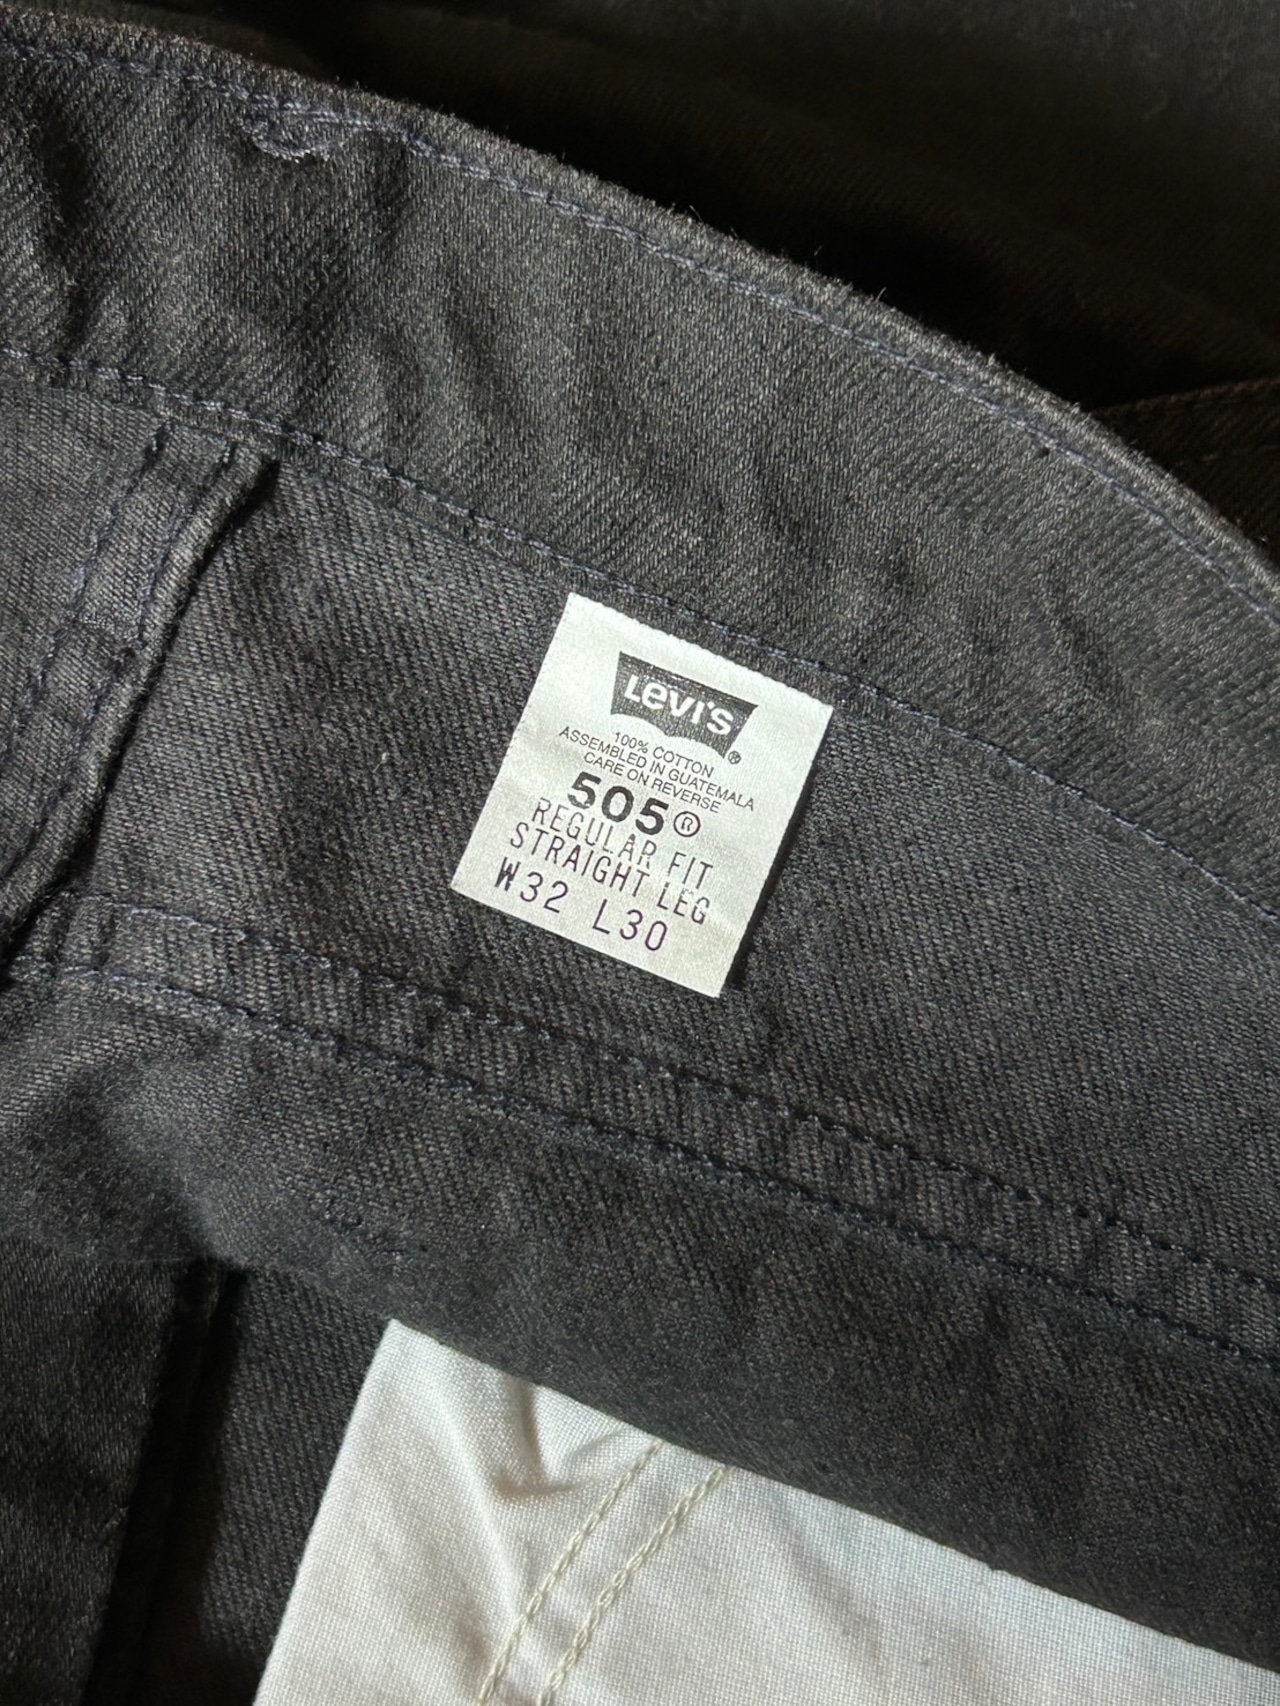 Levi's®
100% COTTON
ASSEMBLED IN GUATEMALA
CARE ON REVERSE
505®
REGULAR FIT
STRAIGHT LEG
W32 L30